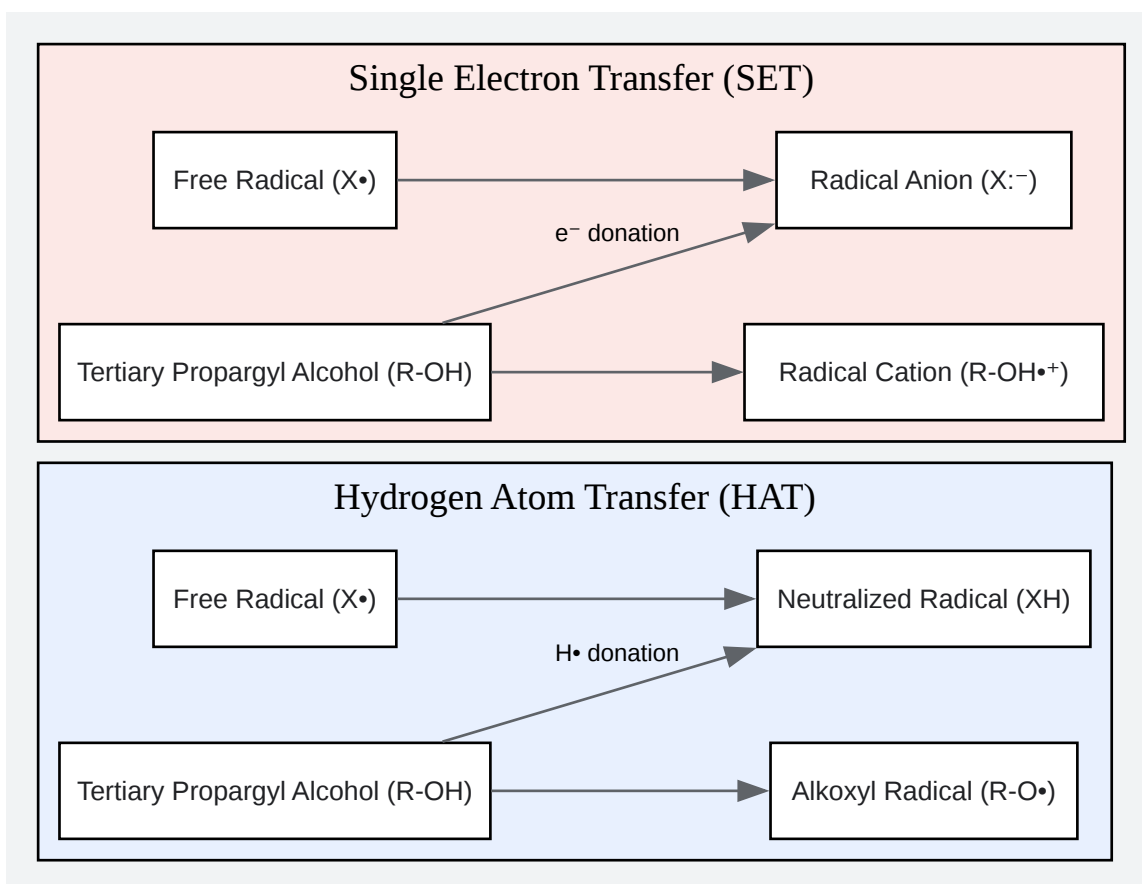 Single Electron Transfer (SET)
Free Radical (X•)
Radical Anion (X:⁻)
e⁻ donation
Tertiary Propargyl Alcohol (R-OH)
Radical Cation (R-OH•⁺)
Hydrogen Atom Transfer (HAT)
Free Radical (X•)
Neutralized Radical (XH)
H• donation
Tertiary Propargyl Alcohol (R-OH)
Alkoxyl Radical (R-O•)